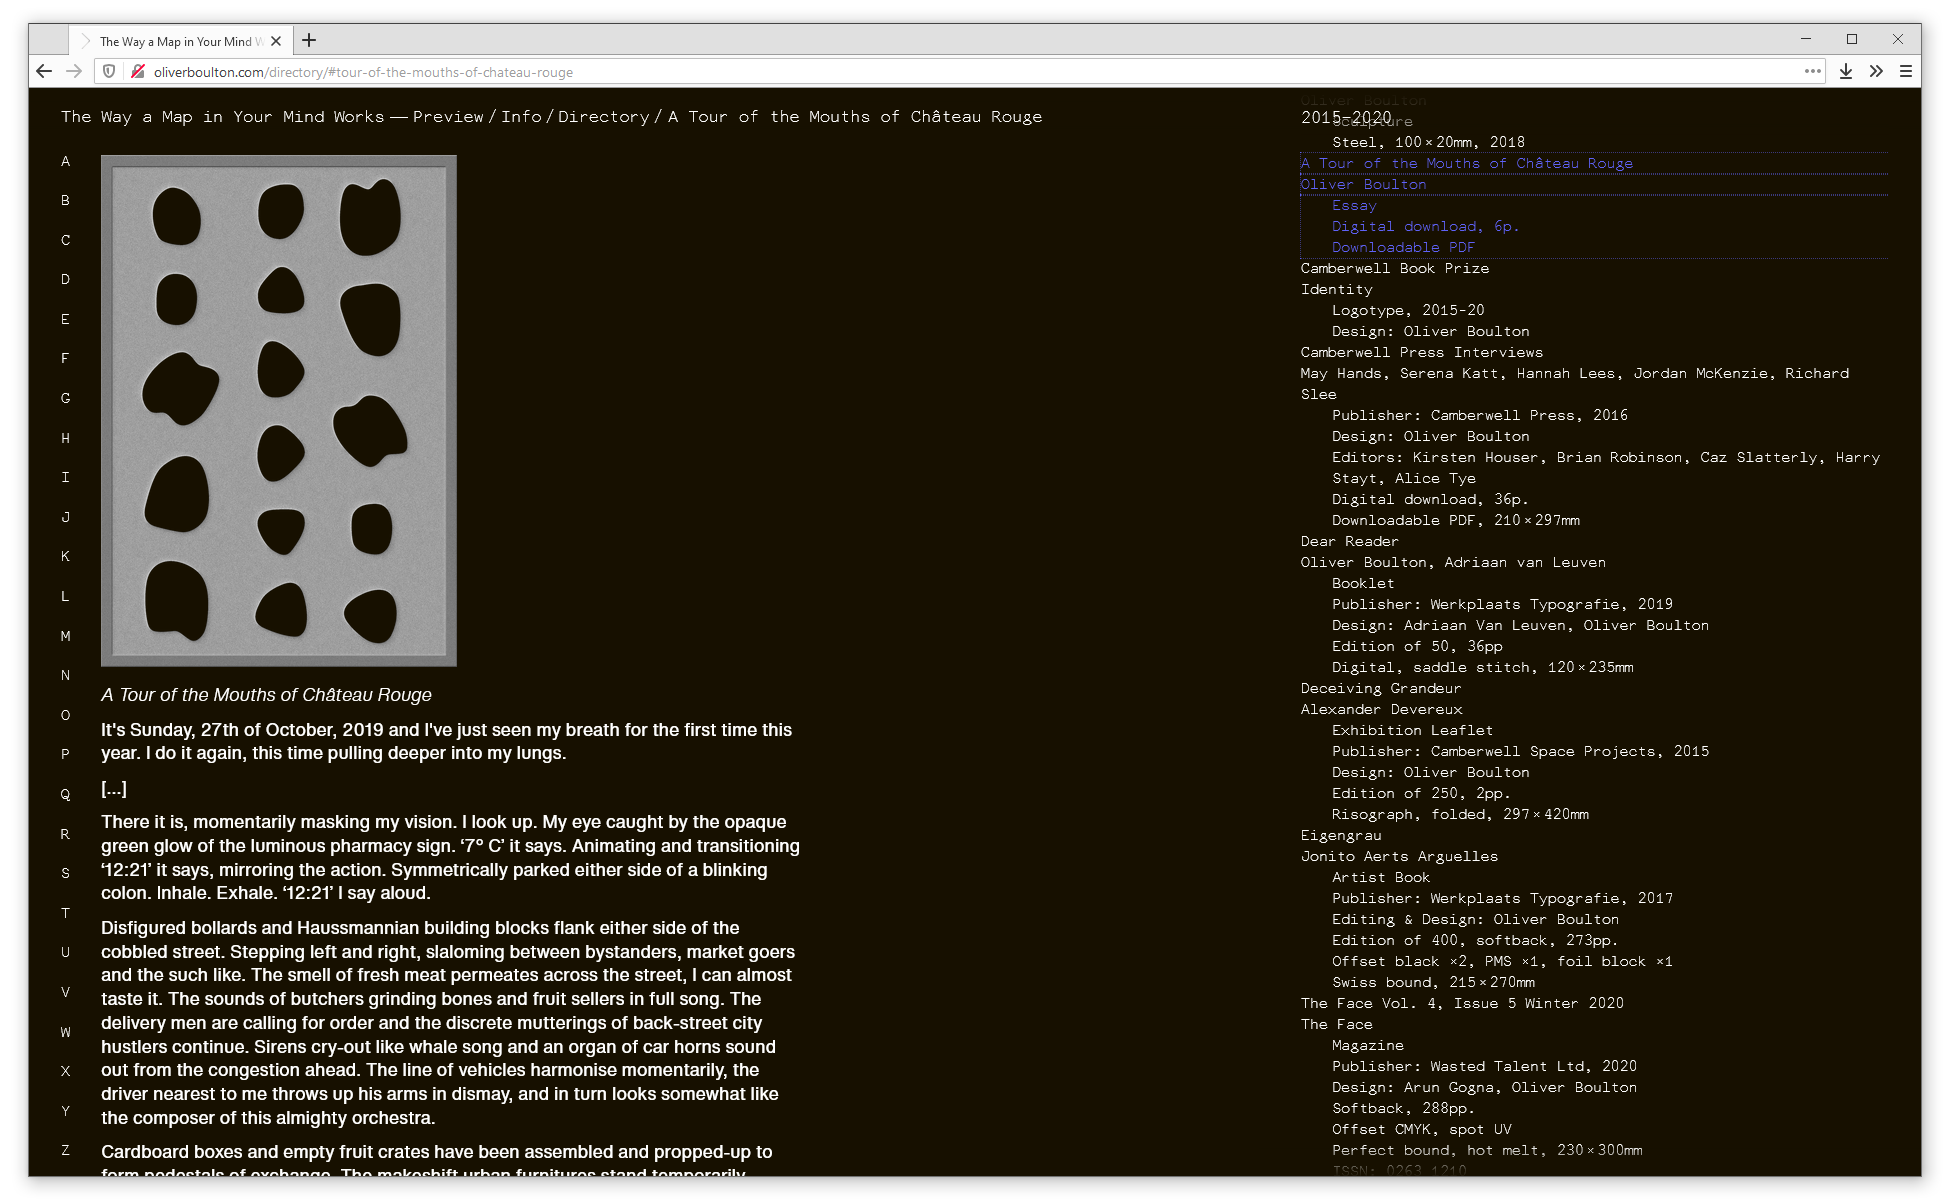 The Way a Map in Your Mind W
oliverboulton.com/directory/#tour-of-the-mouths-of-chateau-rouge
The Way a Map in Your Mind Works — Preview / Info / Directory / A Tour of the Mouths of Château Rouge
2015–2020
A
B
C
D
E
F
G
H
I
J
K
L
M
N
O
P
Q
R
S
T
U
V
W
X
Y
Z
A Tour of the Mouths of Château Rouge
It's Sunday, 27th of October, 2019 and I've just seen my breath for the first time this
year. I do it again, this time pulling deeper into my lungs.
[...]
There it is, momentarily masking my vision. I look up. My eye caught by the opaque
green glow of the luminous pharmacy sign. ‘7° C’ it says. Animating and transitioning
‘12:21’ it says, mirroring the action. Symmetrically parked either side of a blinking
colon. Inhale. Exhale. ‘12:21’ I say aloud.
Disfigured bollards and Haussmannian building blocks flank either side of the
cobbled street. Stepping left and right, slaloming between bystanders, market goers
and the such like. The smell of fresh meat permeates across the street, I can almost
taste it. The sounds of butchers grinding bones and fruit sellers in full song. The
delivery men are calling for order and the discrete mutterings of back-street city
hustlers continue. Sirens cry-out like whale song and an organ of car horns sound
out from the congestion ahead. The line of vehicles harmonise momentarily, the
driver nearest to me throws up his arms in dismay, and in turn looks somewhat like
the composer of this almighty orchestra.
Cardboard boxes and empty fruit crates have been assembled and propped-up to
form pedestals of exchange. The makeshift urban furnitures stand temporarily
Oliver Boulton
Sculpture
Steel, 100 × 20mm, 2018
A Tour of the Mouths of Château Rouge
Oliver Boulton
Essay
Digital download, 6p.
Downloadable PDF
Camberwell Book Prize
Identity
Logotype, 2015-20
Design: Oliver Boulton
Camberwell Press Interviews
May Hands, Serena Katt, Hannah Lees, Jordan McKenzie, Richard
Slee
Publisher: Camberwell Press, 2016
Design: Oliver Boulton
Editors: Kirsten Houser, Brian Robinson, Caz Slatterly, Harry
Stayt, Alice Tye
Digital download, 36p.
Downloadable PDF, 210 × 297mm
Dear Reader
Oliver Boulton, Adriaan van Leuven
Booklet
Publisher: Werkplaats Typografie, 2019
Design: Adriaan Van Leuven, Oliver Boulton
Edition of 50, 36pp
Digital, saddle stitch, 120 × 235mm
Deceiving Grandeur
Alexander Devereux
Exhibition Leaflet
Publisher: Camberwell Space Projects, 2015
Design: Oliver Boulton
Edition of 250, 2pp.
Risograph, folded, 297 × 420mm
Eigengrau
Jonito Aerts Arguelles
Artist Book
Publisher: Werkplaats Typografie, 2017
Editing & Design: Oliver Boulton
Edition of 400, softback, 273pp.
Offset black ×2, PMS ×1, foil block ×1
Swiss bound, 215 × 270mm
The Face Vol. 4, Issue 5 Winter 2020
The Face
Magazine
Publisher: Wasted Talent Ltd, 2020
Design: Arun Gogna, Oliver Boulton
Softback, 288pp.
Offset CMYK, spot UV
Perfect bound, hot melt, 230 × 300mm
ISSN: 0263 1210